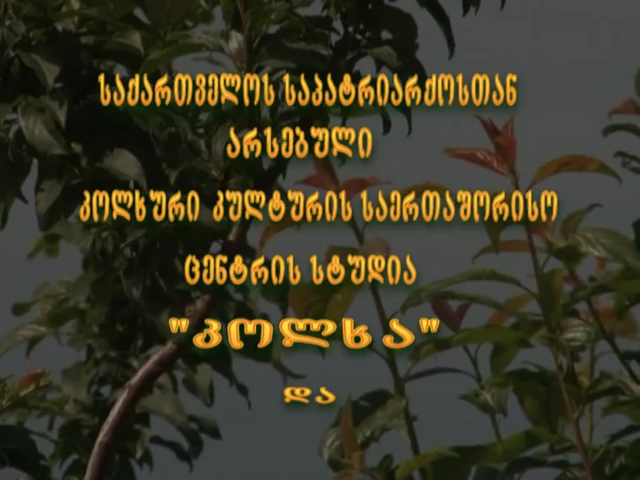 საქართველოს საპატრიარქოსთან
არსებული
კოლხური კულტურის საერთაშორისო
ცენტრის სტუდია
"კოლხა"
და